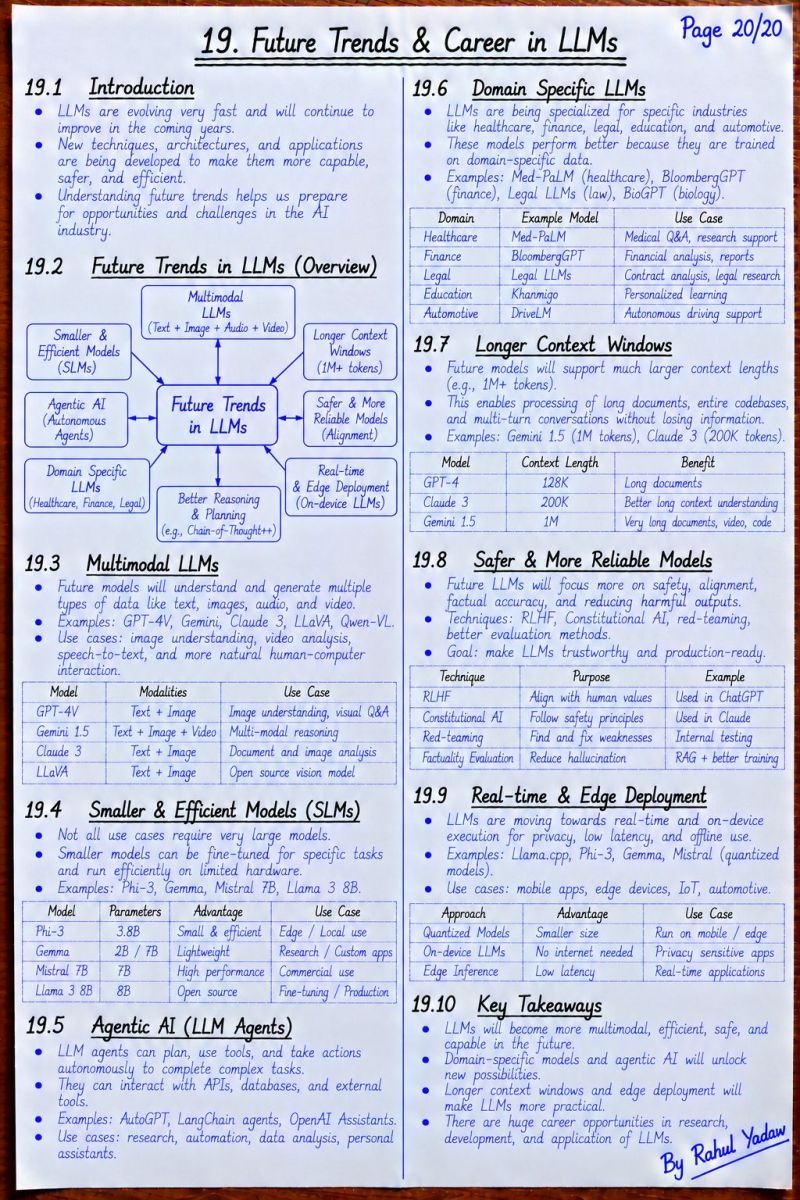 19. Future Trends & Career in LLMs
Page 20/20
19.1 Introduction
• LLMs are evolving very fast and will continue to
improve in the coming years.
• New techniques, architectures, and applications
are being developed to make them more capable,
safer, and efficient.
• Understanding future trends helps us prepare
for opportunities and challenges in the AI
industry.
19.2 Future Trends in LLMs (Overview)
Multimodal
LLMs
(Text + Image + Audio + Video)
Smaller &
Efficient Models
(SLMs)
Longer Context
Windows
(1M+ tokens)
Agentic AI
(Autonomous
Agents)
Future Trends
in LLMs
Safer & More
Reliable Models
(Alignment)
Domain Specific
LLMs
(Healthcare, Finance, Legal)
Better Reasoning
& Planning
(e.g., Chain-of-Thought++)
Real-time
& Edge Deployment
(On-device LLMs)
19.3 Multimodal LLMs
• Future models will understand and generate multiple
types of data like text, images, audio, and video.
• Examples: GPT-4V, Gemini, Claude 3, LLaVA, Qwen-VL.
• Use cases: image understanding, video analysis,
speech-to-text, and more natural human-computer
interaction.
Model Modalities Use Case
GPT-4V Text + Image Image understanding, visual Q&A
Gemini 1.5 Text + Image + Video Multi-modal reasoning
Claude 3 Text + Image Document and image analysis
LLaVA Text + Image Open source vision model
19.4 Smaller & Efficient Models (SLMs)
• Not all use cases require very large models.
• Smaller models can be fine-tuned for specific tasks
and run efficiently on limited hardware.
• Examples: Phi-3, Gemma, Mistral 7B, Llama 3 8B.
Model Parameters Advantage Use Case
Phi-3 3.8B Small & efficient Edge / Local use
Gemma 2B / 7B Lightweight Research / Custom apps
Mistral 7B 7B High performance Commercial use
Llama 3 8B 8B Open source Fine-tuning / Production
19.5 Agentic AI (LLM Agents)
• LLM agents can plan, use tools, and take actions
autonomously to complete complex tasks.
• They can interact with APIs, databases, and external
tools.
• Examples: AutoGPT, LangChain agents, OpenAI Assistants.
• Use cases: research, automation, data analysis, personal
assistants.
19.6 Domain Specific LLMs
• LLMs are being specialized for specific industries
like healthcare, finance, legal, education, and automotive.
• These models perform better because they are trained
on domain-specific data.
• Examples: Med-PaLM (healthcare), BloombergGPT
(finance), Legal LLMs (law), BioGPT (biology).
Domain Example Model Use Case
Healthcare Med-PaLM Medical Q&A, research support
Finance BloombergGPT Financial analysis, reports
Legal Legal LLMs Contract analysis, legal research
Education Khanmigo Personalized learning
Automotive DriveLM Autonomous driving support
19.7 Longer Context Windows
• Future models will support much larger context lengths
(e.g., 1M+ tokens).
• This enables processing of long documents, entire codebases,
and multi-turn conversations without losing information.
• Examples: Gemini 1.5 (1M tokens), Claude 3 (200K tokens).
Model Context Length Benefit
GPT-4 128K Long documents
Claude 3 200K Better long context understanding
Gemini 1.5 1M Very long documents, video, code
19.8 Safer & More Reliable Models
• Future LLMs will focus more on safety, alignment,
factual accuracy, and reducing harmful outputs.
• Techniques: RLHF, Constitutional AI, red-teaming,
better evaluation methods.
• Goal: make LLMs trustworthy and production-ready.
Technique Purpose Example
RLHF Align with human values Used in ChatGPT
Constitutional AI Follow safety principles Used in Claude
Red-teaming Find and fix weaknesses Internal testing
Factuality Evaluation Reduce hallucination RAG + better training
19.9 Real-time & Edge Deployment
• LLMs are moving towards real-time and on-device
execution for privacy, low latency, and offline use.
• Examples: Llama.cpp, Phi-3, Gemma, Mistral (quantized
models).
• Use cases: mobile apps, edge devices, IoT, automotive.
Approach Advantage Use Case
Quantized Models Smaller size Run on mobile / edge
On-device LLMs No internet needed Privacy sensitive apps
Edge Inference Low latency Real-time applications
19.10 Key Takeaways
• LLMs will become more multimodal, efficient, safe, and
capable in the future.
• Domain-specific models and agentic AI will unlock
new possibilities.
• Longer context windows and edge deployment will
make LLMs more practical.
• There are huge career opportunities in research,
development, and application of LLMs.
By Rahul Yadaw